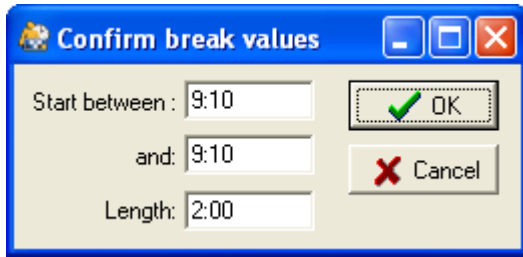 Confirm break values
Start between : 9:10
OK
and: 9:10
Cancel
Length: 2:00